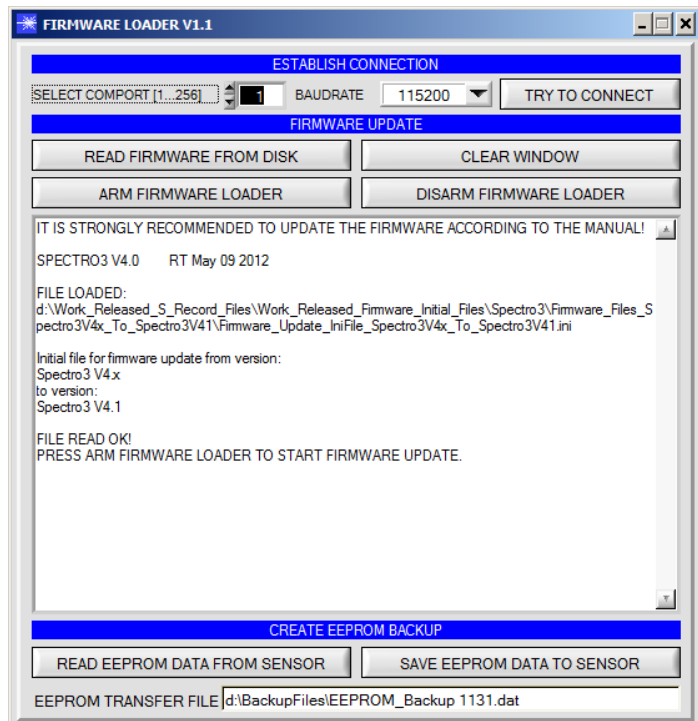 FIRMWARE LOADER V1.1
ESTABLISH CONNECTION
SELECT COMPORT [1...256] 1 BAUDRATE 115200 TRY TO CONNECT
FIRMWARE UPDATE
READ FIRMWARE FROM DISK CLEAR WINDOW
ARM FIRMWARE LOADER DISARM FIRMWARE LOADER
IT IS STRONGLY RECOMMENDED TO UPDATE THE FIRMWARE ACCORDING TO THE MANUAL!
SPECTRO3 V4.0 RT May 09 2012
FILE LOADED:
d:\Work_Released_S_Record_Files\Work_Released_Firmware_Initial_Files\Spectro3\Firmware_Files_S
pectro3V4x_To_Spectro3V41\Firmware_Update_IniFile_Spectro3V4x_To_Spectro3V41.ini
Initial file for firmware update from version:
Spectro3 V4.x
to version:
Spectro3 V4.1
FILE READ OK!
PRESS ARM FIRMWARE LOADER TO START FIRMWARE UPDATE.
CREATE EEPROM BACKUP
READ EEPROM DATA FROM SENSOR SAVE EEPROM DATA TO SENSOR
EEPROM TRANSFER FILE d:\BackupFiles\EEPROM_Backup 1131.dat